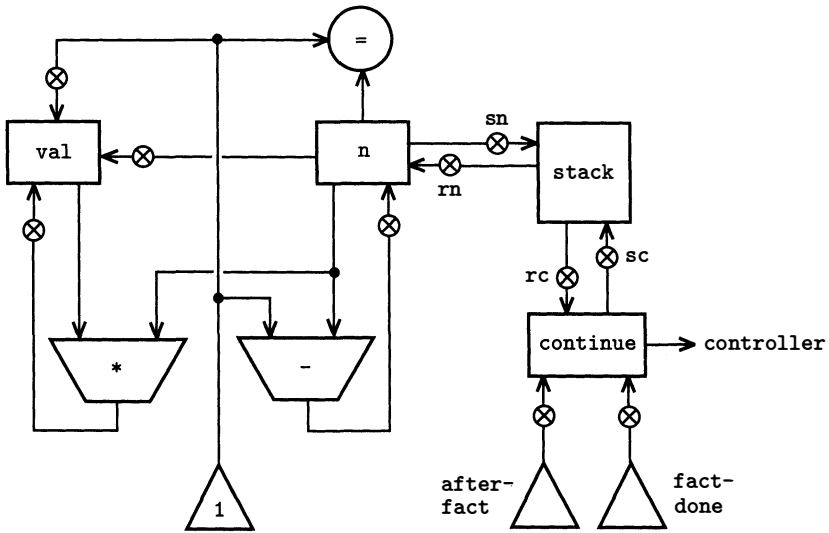 =
sn
val
n
stack
rn
rc
sc
continue
controller
*
-
after-
fact
fact-
done
1